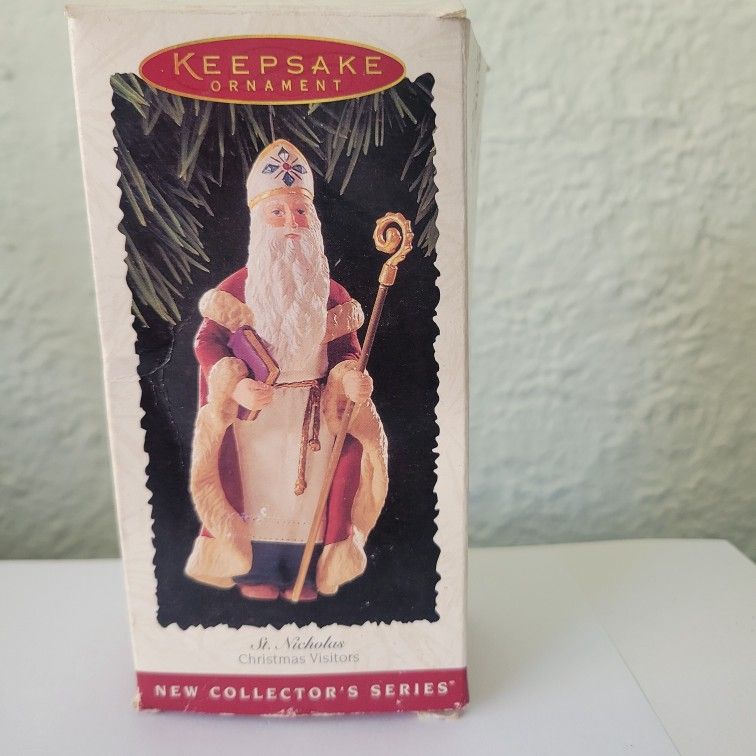 KEEPSAKE
ORNAMENT
St. Nicholas
Christmas Visitors
NEW COLLECTOR'S SERIES